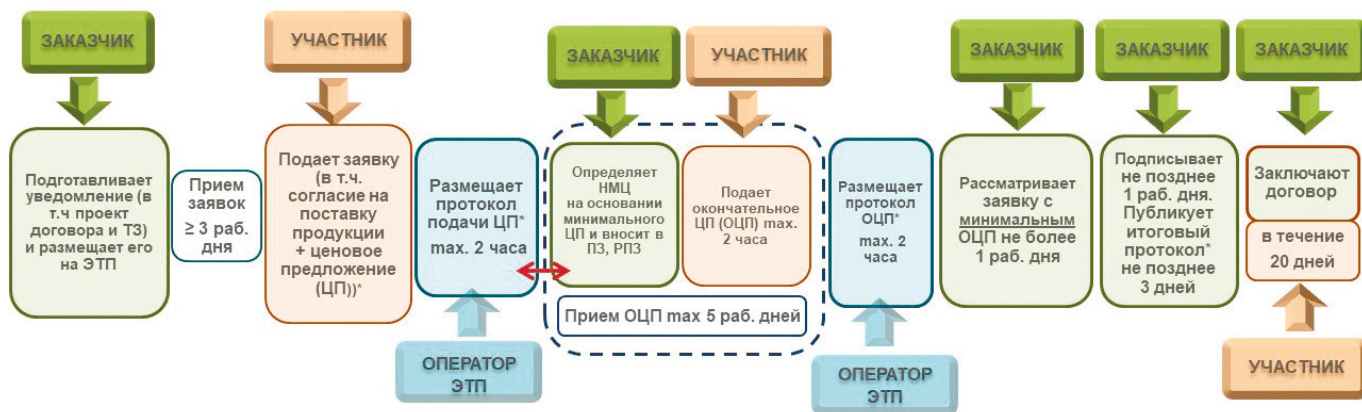 ЗАКАЗЧИК
Подготавливает
уведомление (в
т.ч проект
договора и ТЗ)
и размещает его
на ЭТП
Прием
заявок
≥ 3 раб.
дня
УЧАСТНИК
Подает заявку
(в т.ч.
согласие на
поставку
продукции
+ ценовое
предложение
(ЦП))*
Размещает
протокол
подачи ЦП*
max. 2 часа
ОПЕРАТОР
ЭТП
ЗАКАЗЧИК
Определяет
НМЦ
на основании
минимального
ЦП и вносит в
ПЗ, РПЗ
УЧАСТНИК
Подает
окончательное
ЦП (ОЦП) max.
2 часа
Прием ОЦП max 5 раб. дней
Размещает
протокол
ОЦП*
max. 2
часа
ОПЕРАТОР
ЭТП
ЗАКАЗЧИК
Рассматривает
заявку с
минимальным
ОЦП не более
1 раб. дня
ЗАКАЗЧИК
Подписывает
не позднее
1 раб. дня.
Публикует
итоговый
протокол*
не позднее
3 дней
ЗАКАЗЧИК
Заключают
договор
в течение
20 дней
УЧАСТНИК